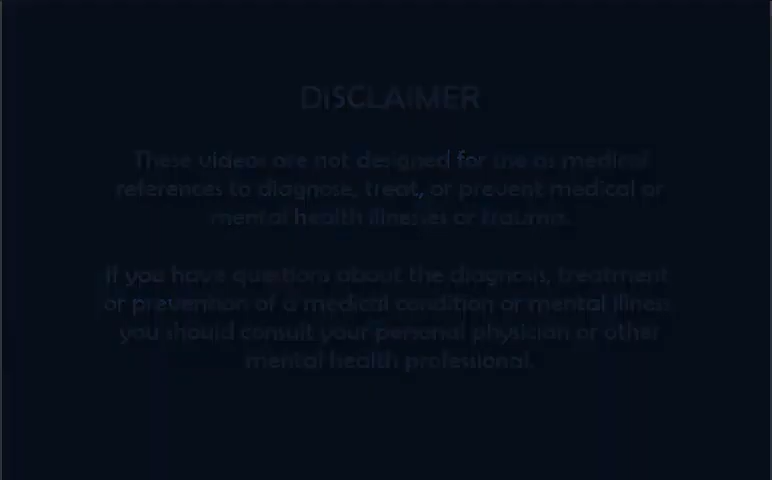 DISCLAIMER
These videos are not designed for use as medical
references to diagnose, treat, or prevent medical or
mental health illnesses or trauma.
If you have questions about the diagnosis, treatment
or prevention of a medical condition or mental illness
you should consult your personal physician or other
mental health professional.